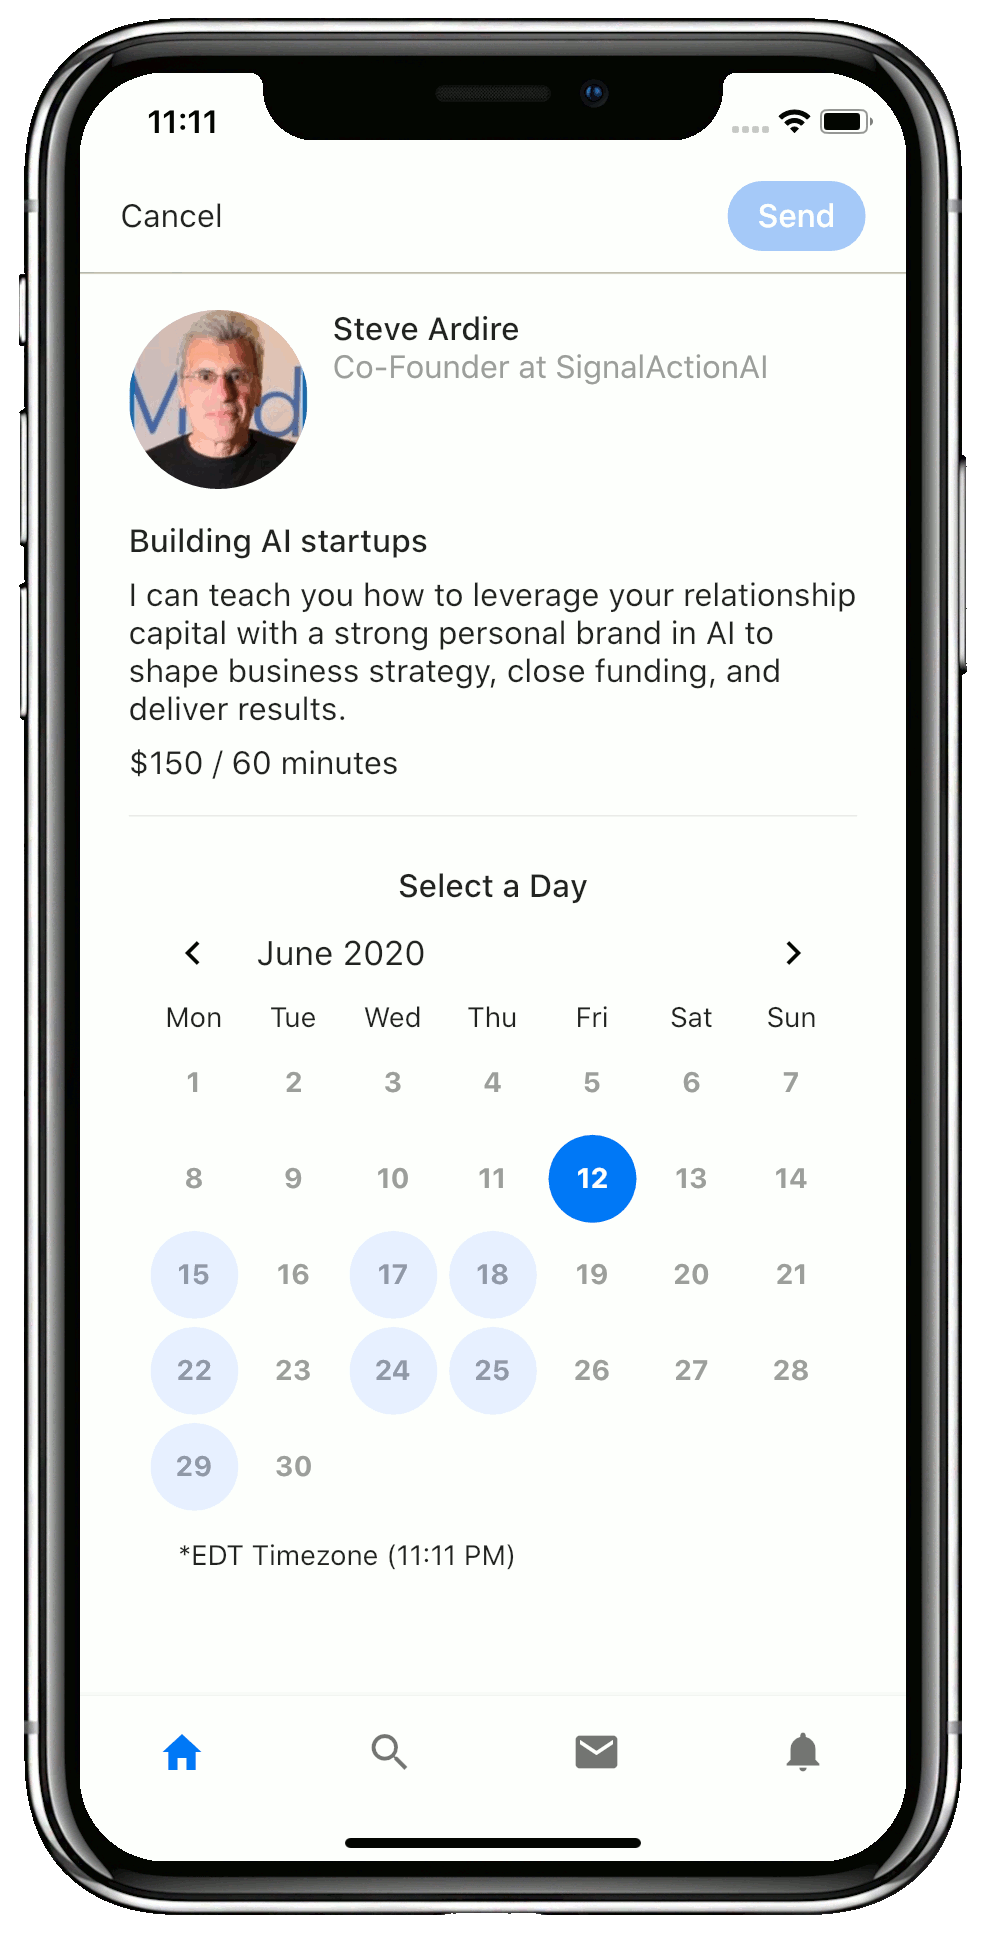 11:11
Cancel
Send
Steve Ardire
Co-Founder at SignalActionAI
Building AI startups
I can teach you how to leverage your relationship
capital with a strong personal brand in AI to
shape business strategy, close funding, and
deliver results.
$150 / 60 minutes
Select a Day
June 2020
Mon Tue Wed Thu Fri Sat Sun
1 2 3 4 5 6 7
8 9 10 11 12 13 14
15 16 17 18 19 20 21
22 23 24 25 26 27 28
29 30
*EDT Timezone (11:11 PM)